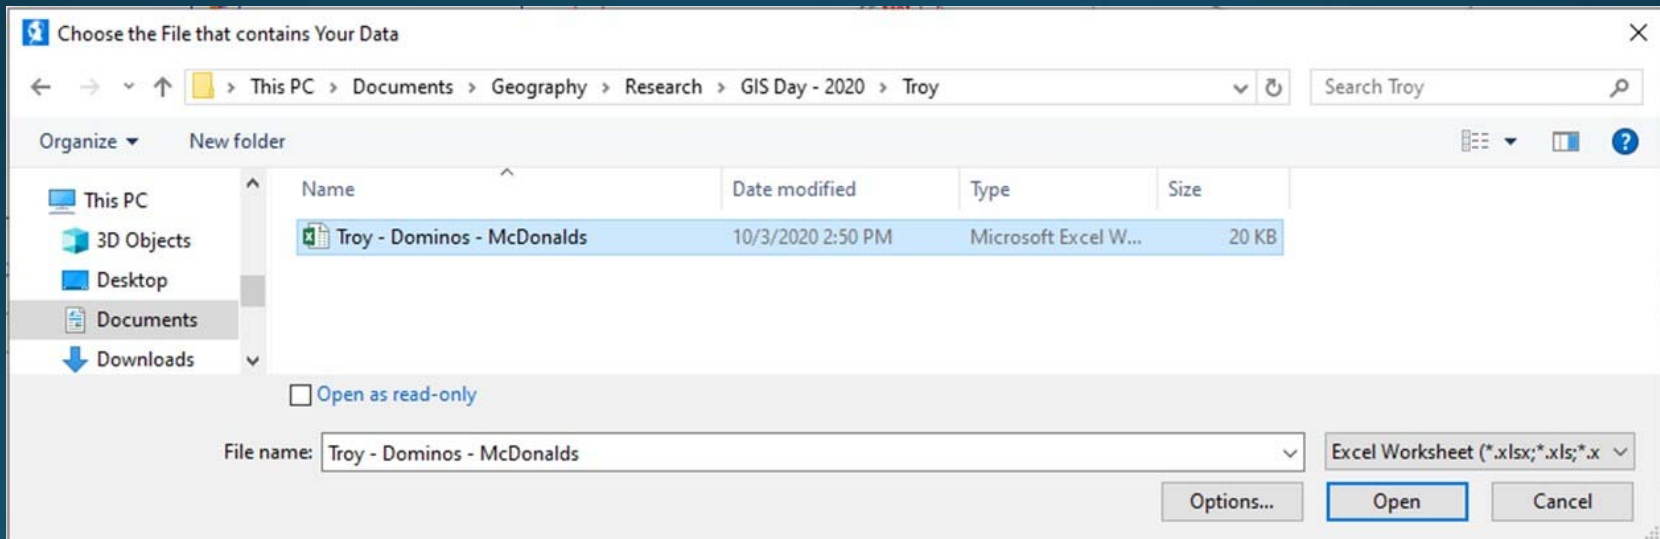 Choose the File that contains Your Data
This PC > Documents > Geography > Research > GIS Day - 2020 > Troy
Search Troy
Organize
New folder
?
This PC
3D Objects
Desktop
Documents
Downloads
Name Date modified Type Size
Troy - Dominos - McDonalds 10/3/2020 2:50 PM Microsoft Excel W... 20 KB
Open as read-only
File name: Troy - Dominos - McDonalds Excel Worksheet (*.xlsx;*.xls;*.x
Options... Open Cancel